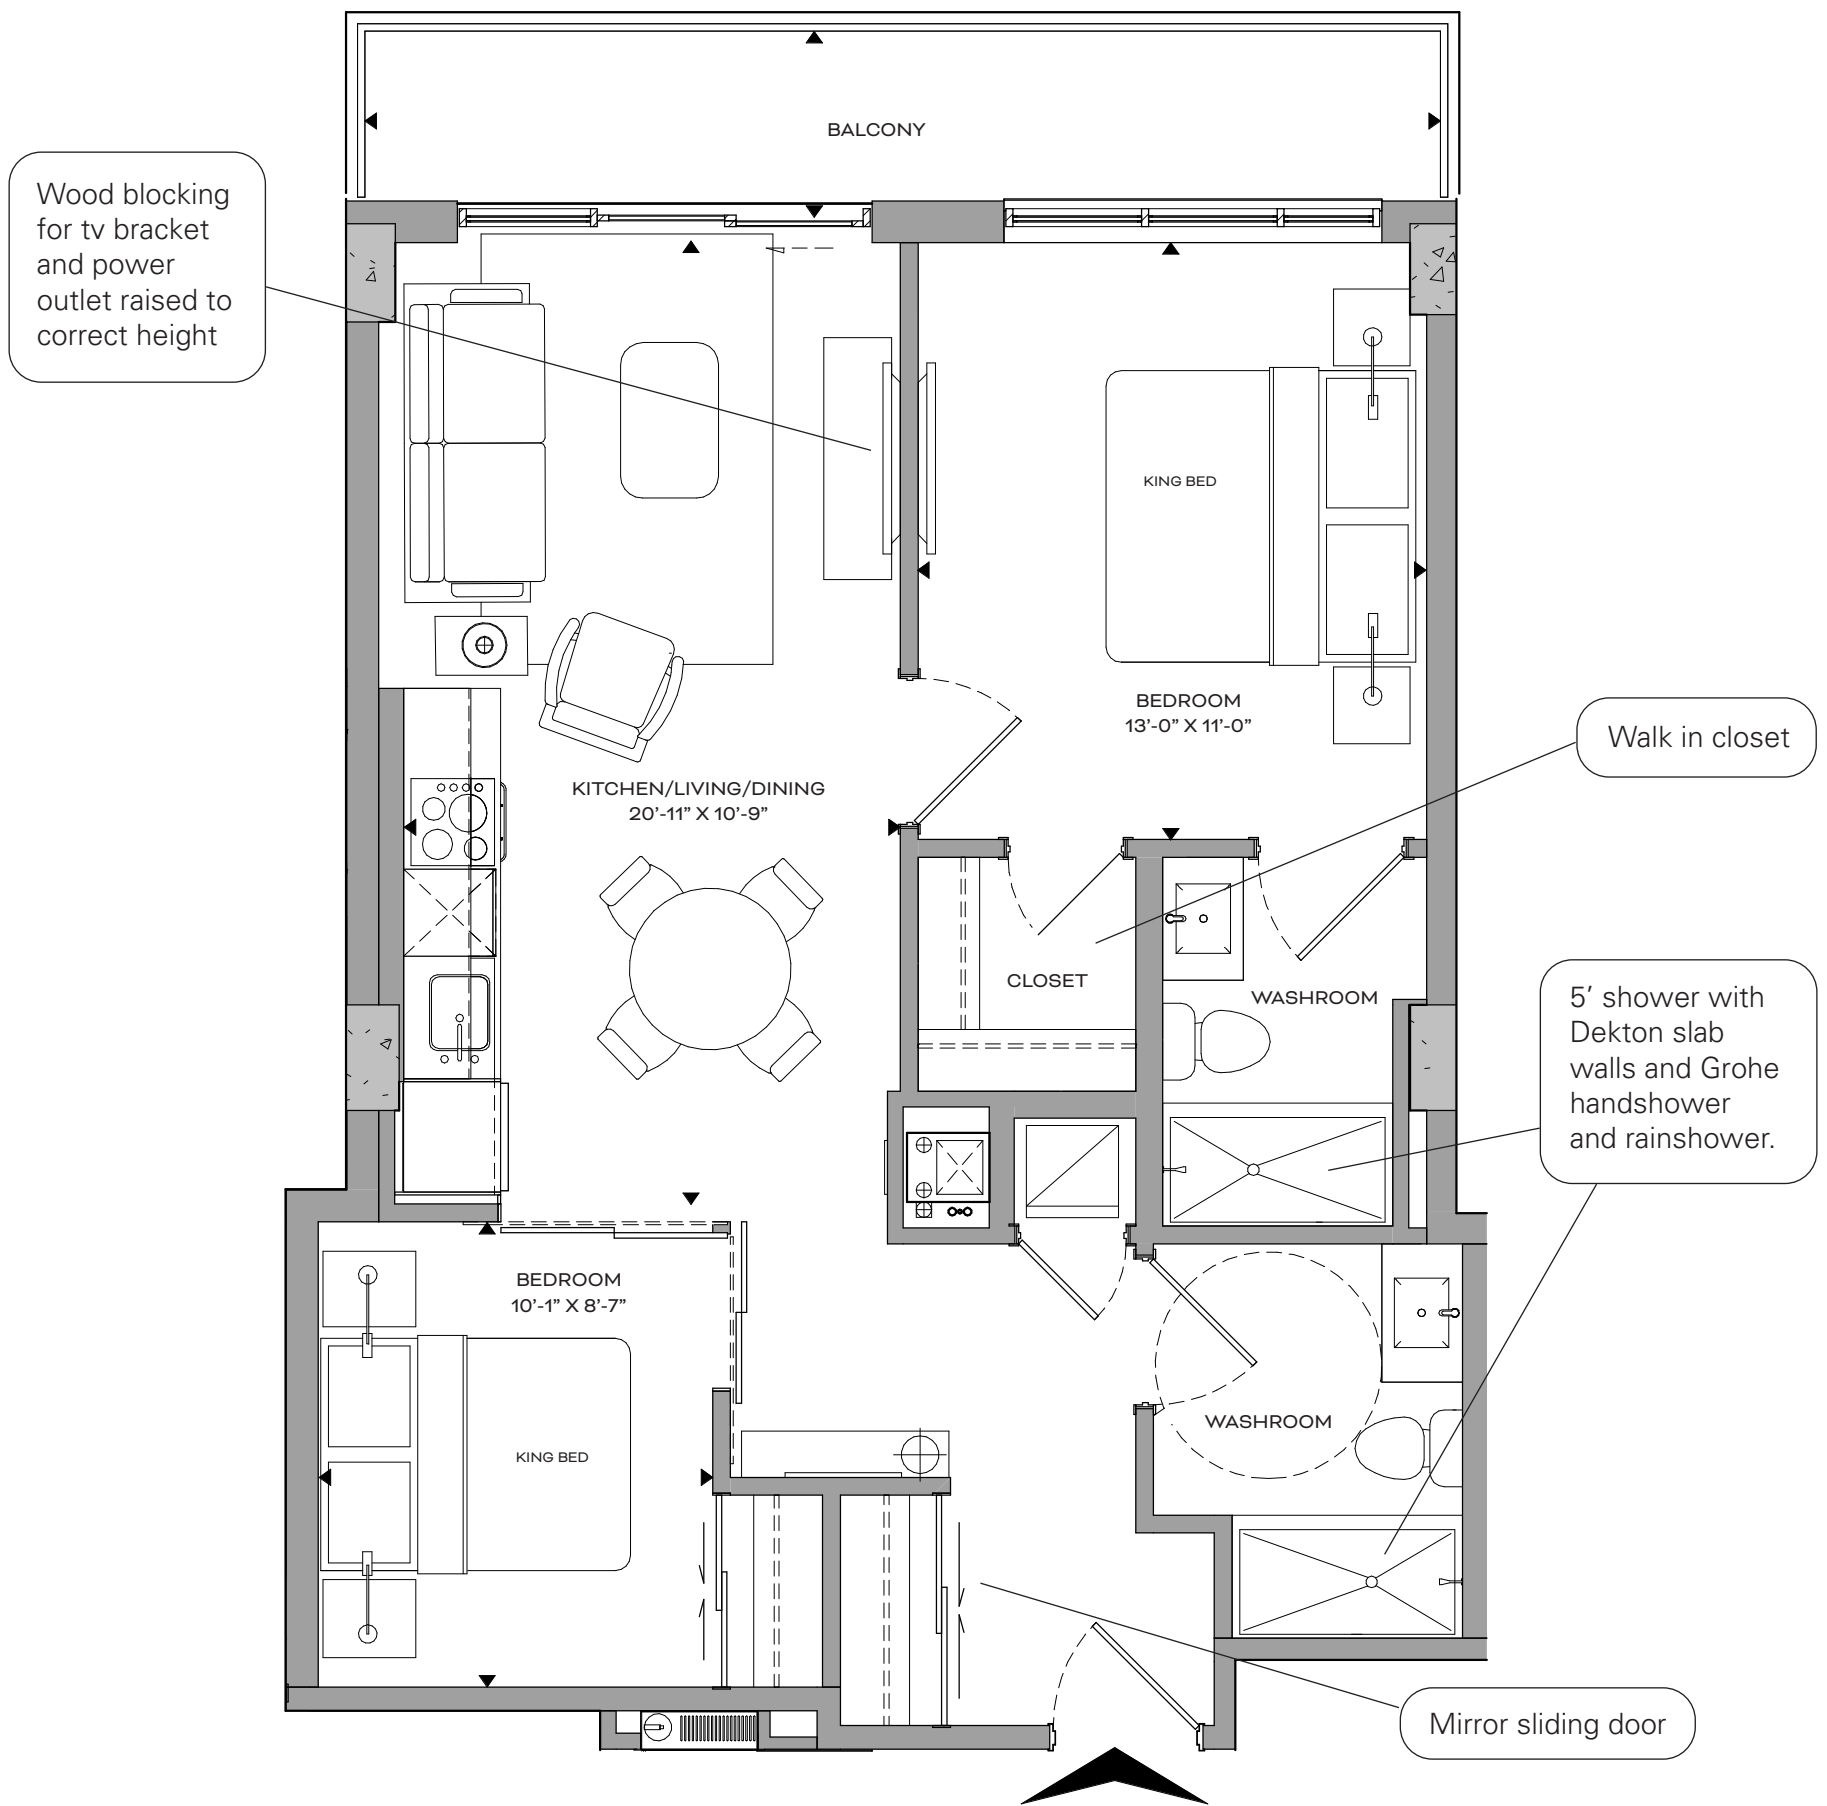 BALCONY
Wood blocking
for tv bracket
and power
outlet raised to
correct height
KING BED
BEDROOM
13'-0" X 11'-0"
Walk in closet
KITCHEN/LIVING/DINING
20'-11" X 10'-9"
CLOSET
WASHROOM
5' shower with
Dekton slab
walls and Grohe
handshower
and rainshower.
BEDROOM
10'-1" X 8'-7"
KING BED
WASHROOM
Mirror sliding door